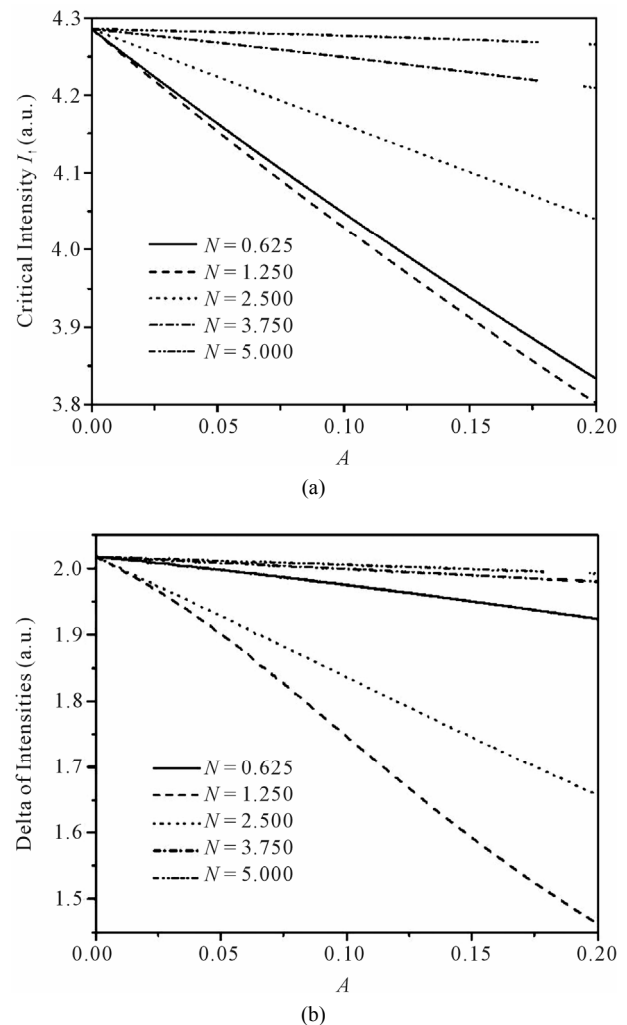 4.3
4.2
4.1
4.0
3.9
3.8
Critical Intensity I↑ (a.u.)
N = 0.625
N = 1.250
N = 2.500
N = 3.750
N = 5.000
0.00 0.05 0.10 0.15 0.20
A
(a)
2.0
1.9
1.8
1.7
1.6
1.5
Delta of Intensities (a.u.)
N = 0.625
N = 1.250
N = 2.500
N = 3.750
N = 5.000
0.00 0.05 0.10 0.15 0.20
A
(b)